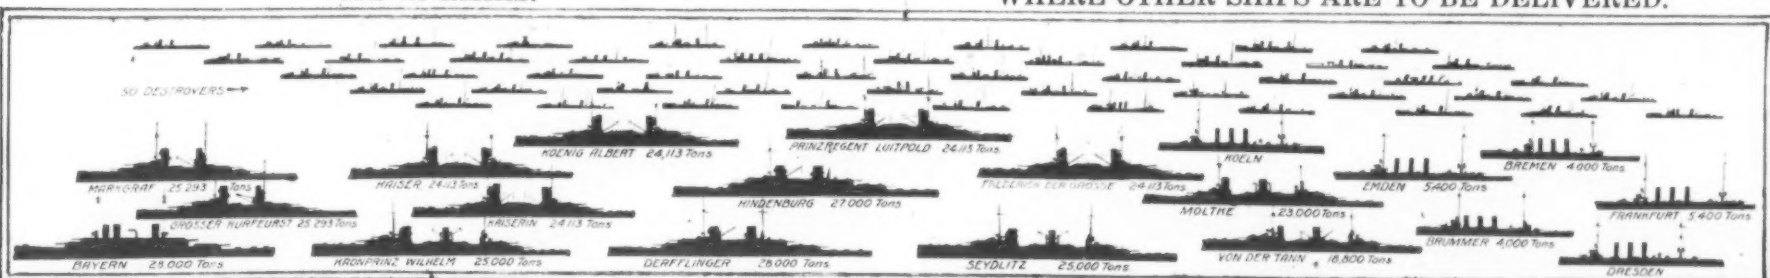 WHERE OTHER SHIPS ARE TO BE DELIVERED.
50 DESTROYERS
KOENIG ALBERT 24,113 Tons
PRINZREGENT LUITPOLD 24,113 Tons
KOELN
BREMEN 4,000 Tons
MARKGRAF 25 293 Tons
KAISER 24,113 Tons
FREDERICK DER GROSSE 24,113 Tons
EMDEN 5,400 Tons
HINDENBURG 27 000 Tons
MOLTKE 23,000 Tons
FRANKFURT 5,400 Tons
GROSSER KURFEURST 25 293 Tons
KAISERIN 24 113 Tons
BRUMMER 4,000 Tons
BAYERN 28,000 Tons
KRONPRINZ WILHELM 25,000 Tons
DERFFLINGER 28,000 Tons
SEYDLITZ 25,000 Tons
VON DER TANN 18,800 Tons
DRESDEN